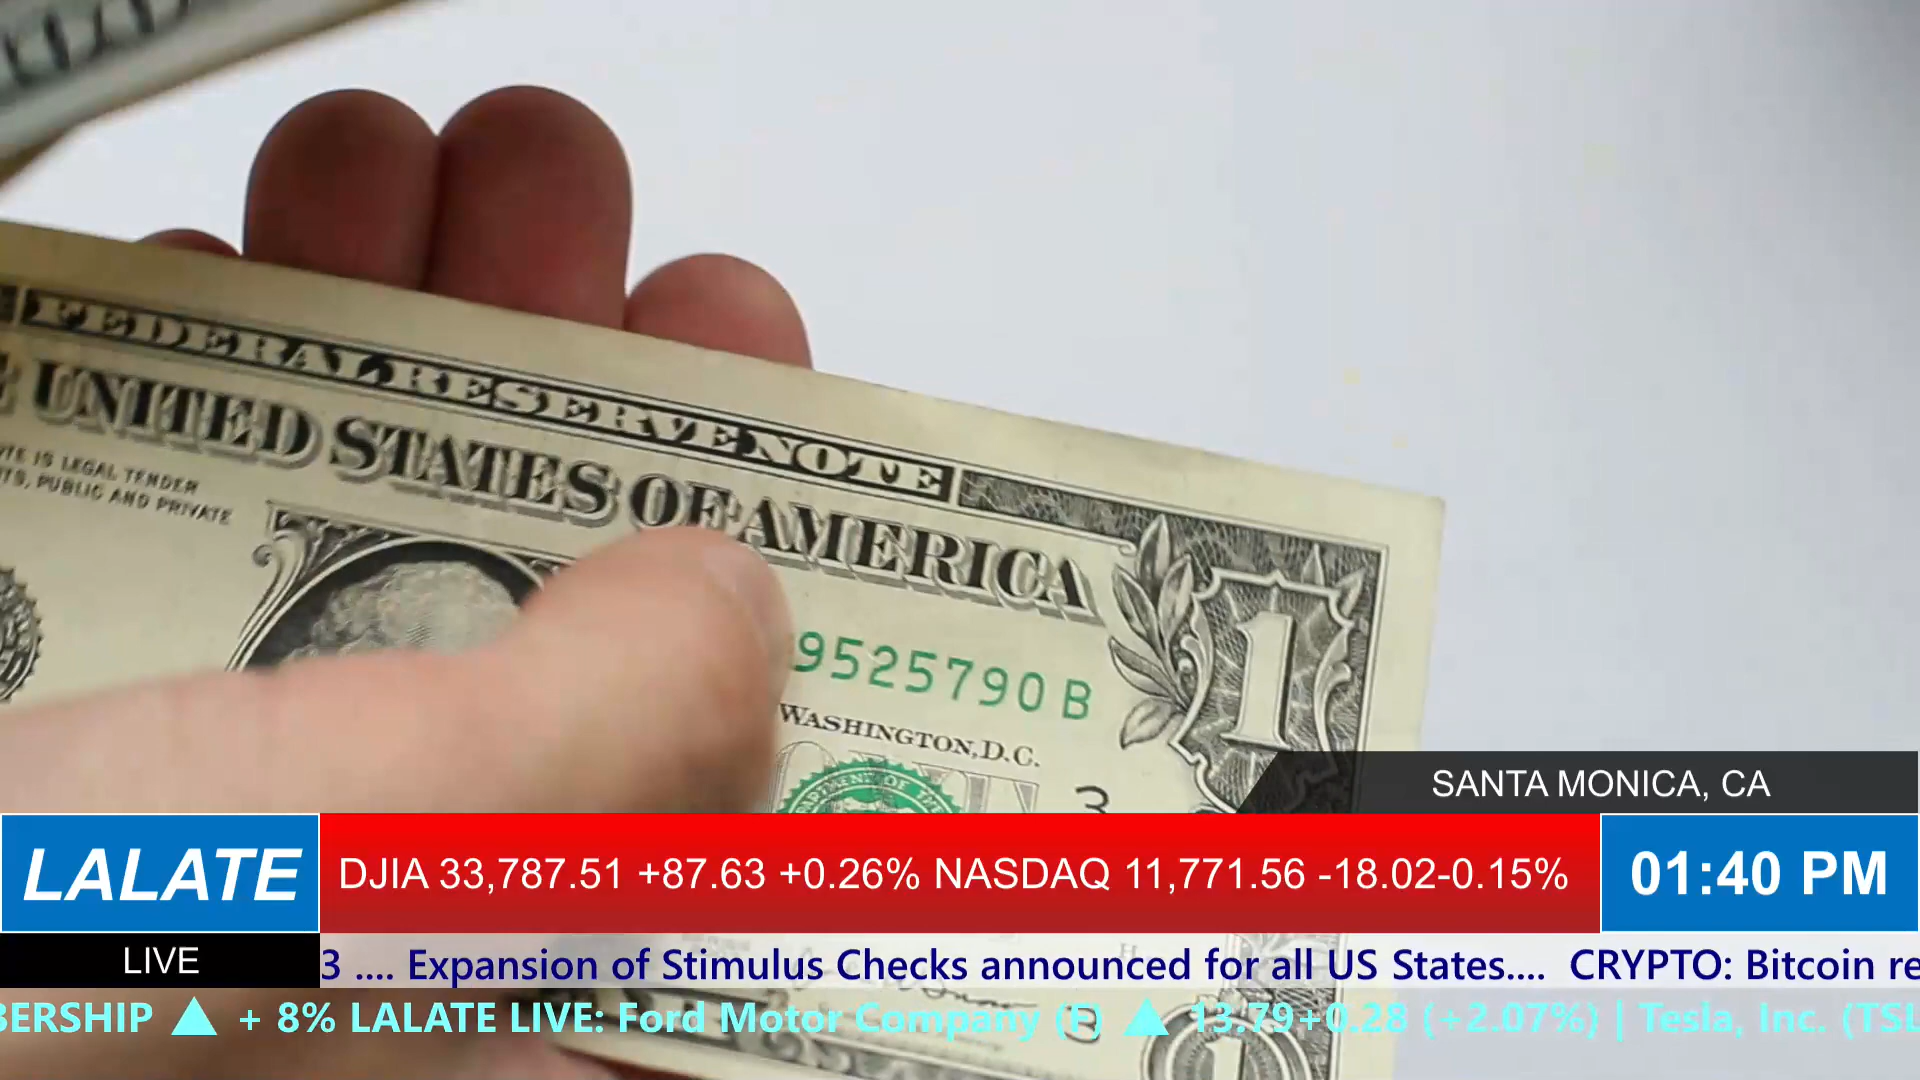 FEDERAL RESERVE NOTE
UNITED STATES OF AMERICA
IS LEGAL TENDER
PUBLIC AND PRIVATE
1
9525790 B
WASHINGTON, D.C.
3
SANTA MONICA, CA
LALATE
DJIA 33,787.51 +87.63 +0.26% NASDAQ 11,771.56 -18.02-0.15%
01:40 PM
LIVE
3 .... Expansion of Stimulus Checks announced for all US States.... CRYPTO: Bitcoin re
BERSHIP ▲ + 8% LALATE LIVE: Ford Motor Company (F) ▲ 13.79+0.28 (+2.07%) | Tesla, Inc. (TSL
1